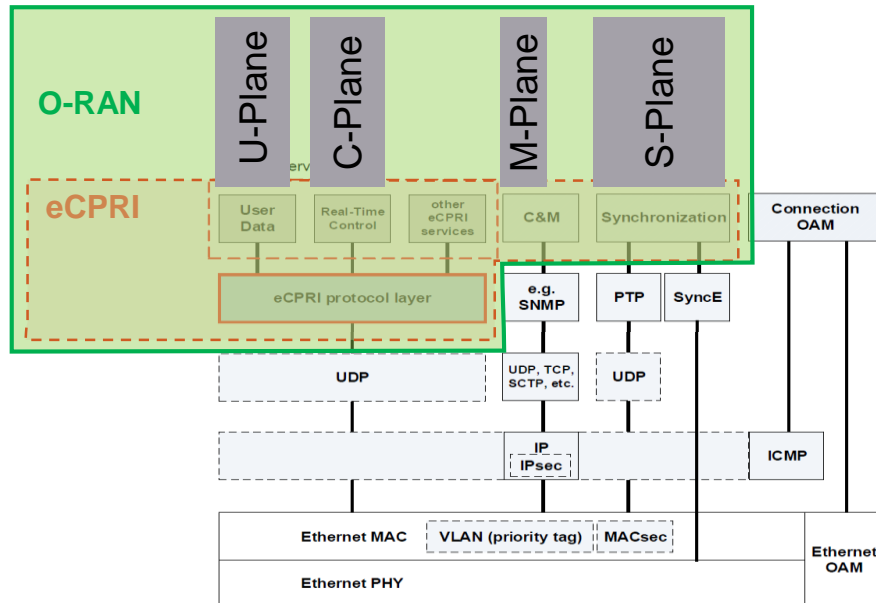 U-Plane
C-Plane
M-Plane
S-Plane
O-RAN
eCPRI
User
Data
Real-Time
Control
other
eCPRI
services
C&M
Synchronization
Connection
OAM
eCPRI protocol layer
e.g.
SNMP
PTP
SyncE
UDP
UDP, TCP,
SCTP, etc.
UDP
IP
IPsec
ICMP
Ethernet MAC
VLAN (priority tag)
MACsec
Ethernet
OAM
Ethernet PHY